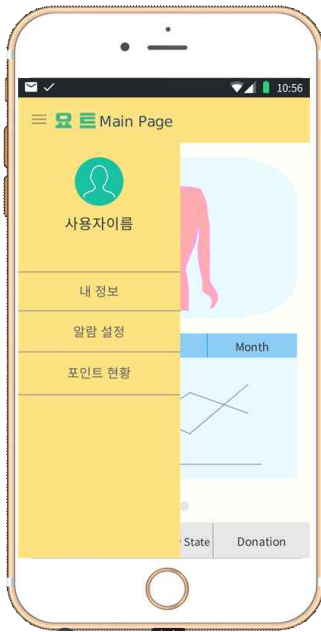 10:56
요트 Main Page
사용자이름
내 정보
알람 설정
포인트 현황
Month
State
Donation